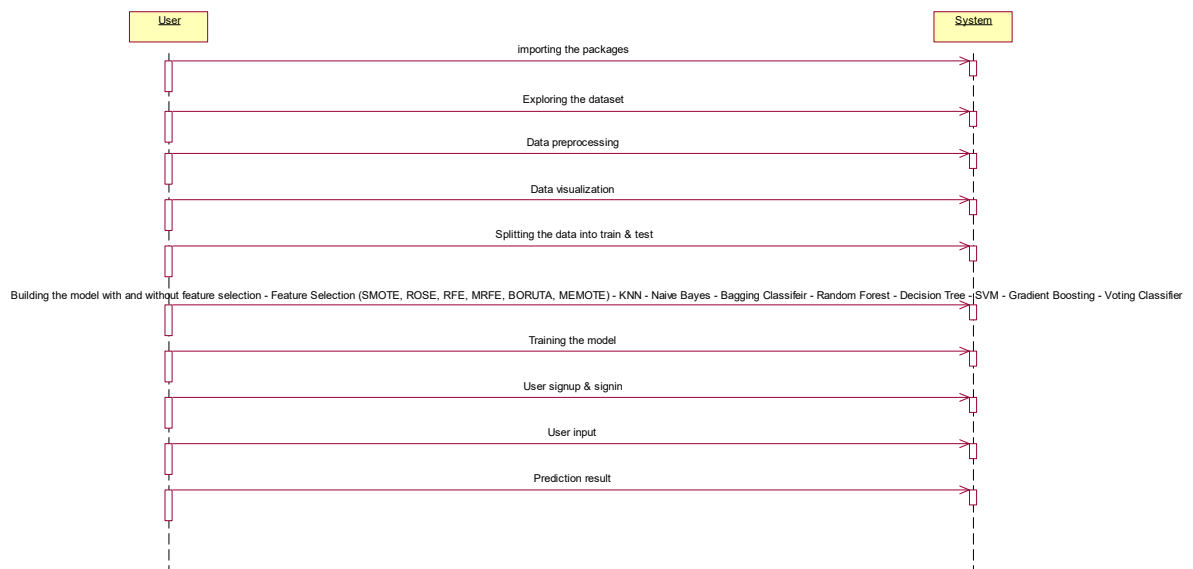 User
System
importing the packages
Exploring the dataset
Data preprocessing
Data visualization
Splitting the data into train & test
Building the model with and without feature selection - Feature Selection (SMOTE, ROSE, RFE, MRFE, BORUTA, MEMOTE) - KNN - Naive Bayes - Bagging Classifeir - Random Forest - Decision Tree - SVM - Gradient Boosting - Voting Classifier
Training the model
User signup & signin
User input
Prediction result